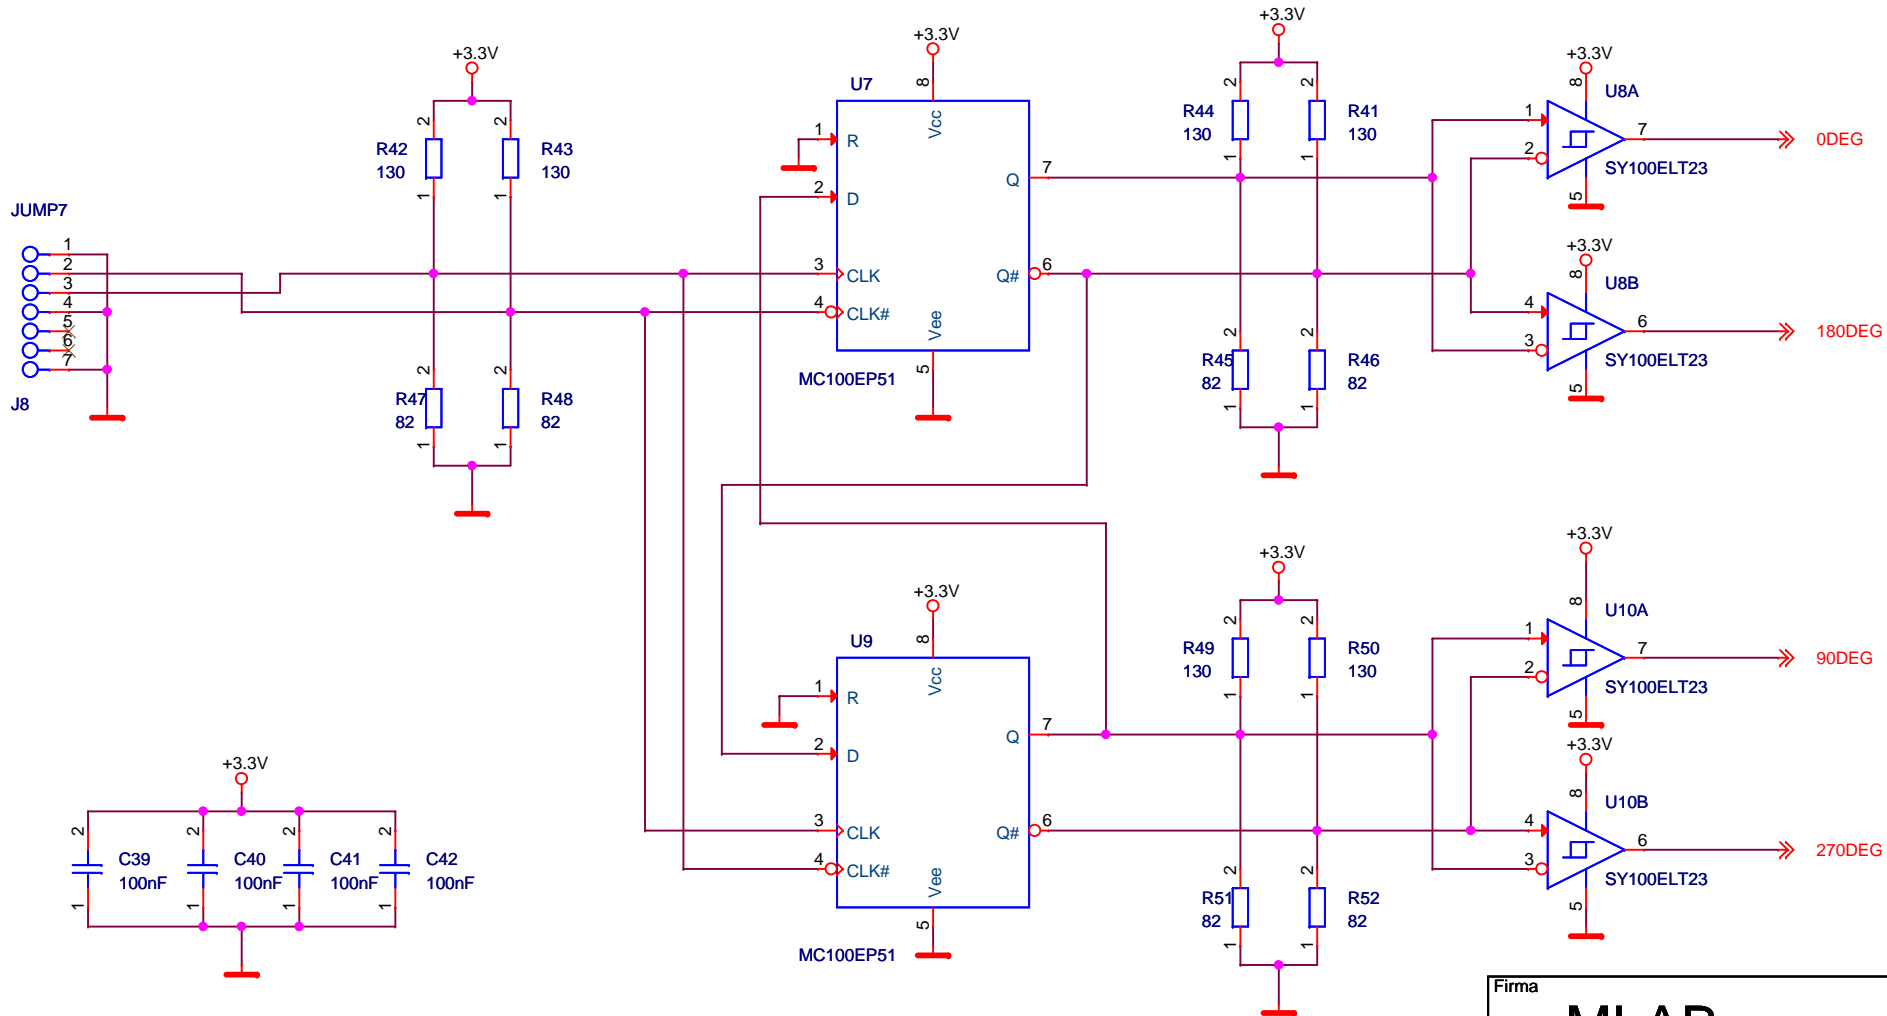 +3.3V
+3.3V
+3.3V
+3.3V
U7
8
Vcc
1
R
2
D
3
CLK
4
CLK#
Q
7
Q#
6
Vee
5
MC100EP51
2
R42
130
1
2
R43
130
1
2
R47
82
1
2
R48
82
1
JUMP7
1
2
3
4
5
6
7
J8
2
R44
130
1
2
R41
130
1
2
R45
82
1
2
R46
82
1
8
U8A
1
2
7
SY100ELT23
5
0DEG
+3.3V
8
U8B
4
3
6
SY100ELT23
5
180DEG
+3.3V
U9
8
Vcc
1
R
2
D
3
CLK
4
CLK#
Q
7
Q#
6
Vee
5
MC100EP51
+3.3V
2
R49
130
1
2
R50
130
1
2
R51
82
1
2
R52
82
1
+3.3V
8
U10A
1
2
7
SY100ELT23
5
90DEG
+3.3V
8
U10B
4
3
6
SY100ELT23
5
270DEG
+3.3V
2
C39
100nF
1
2
C40
100nF
1
2
C41
100nF
1
2
C42
100nF
1
Firma
MLAB